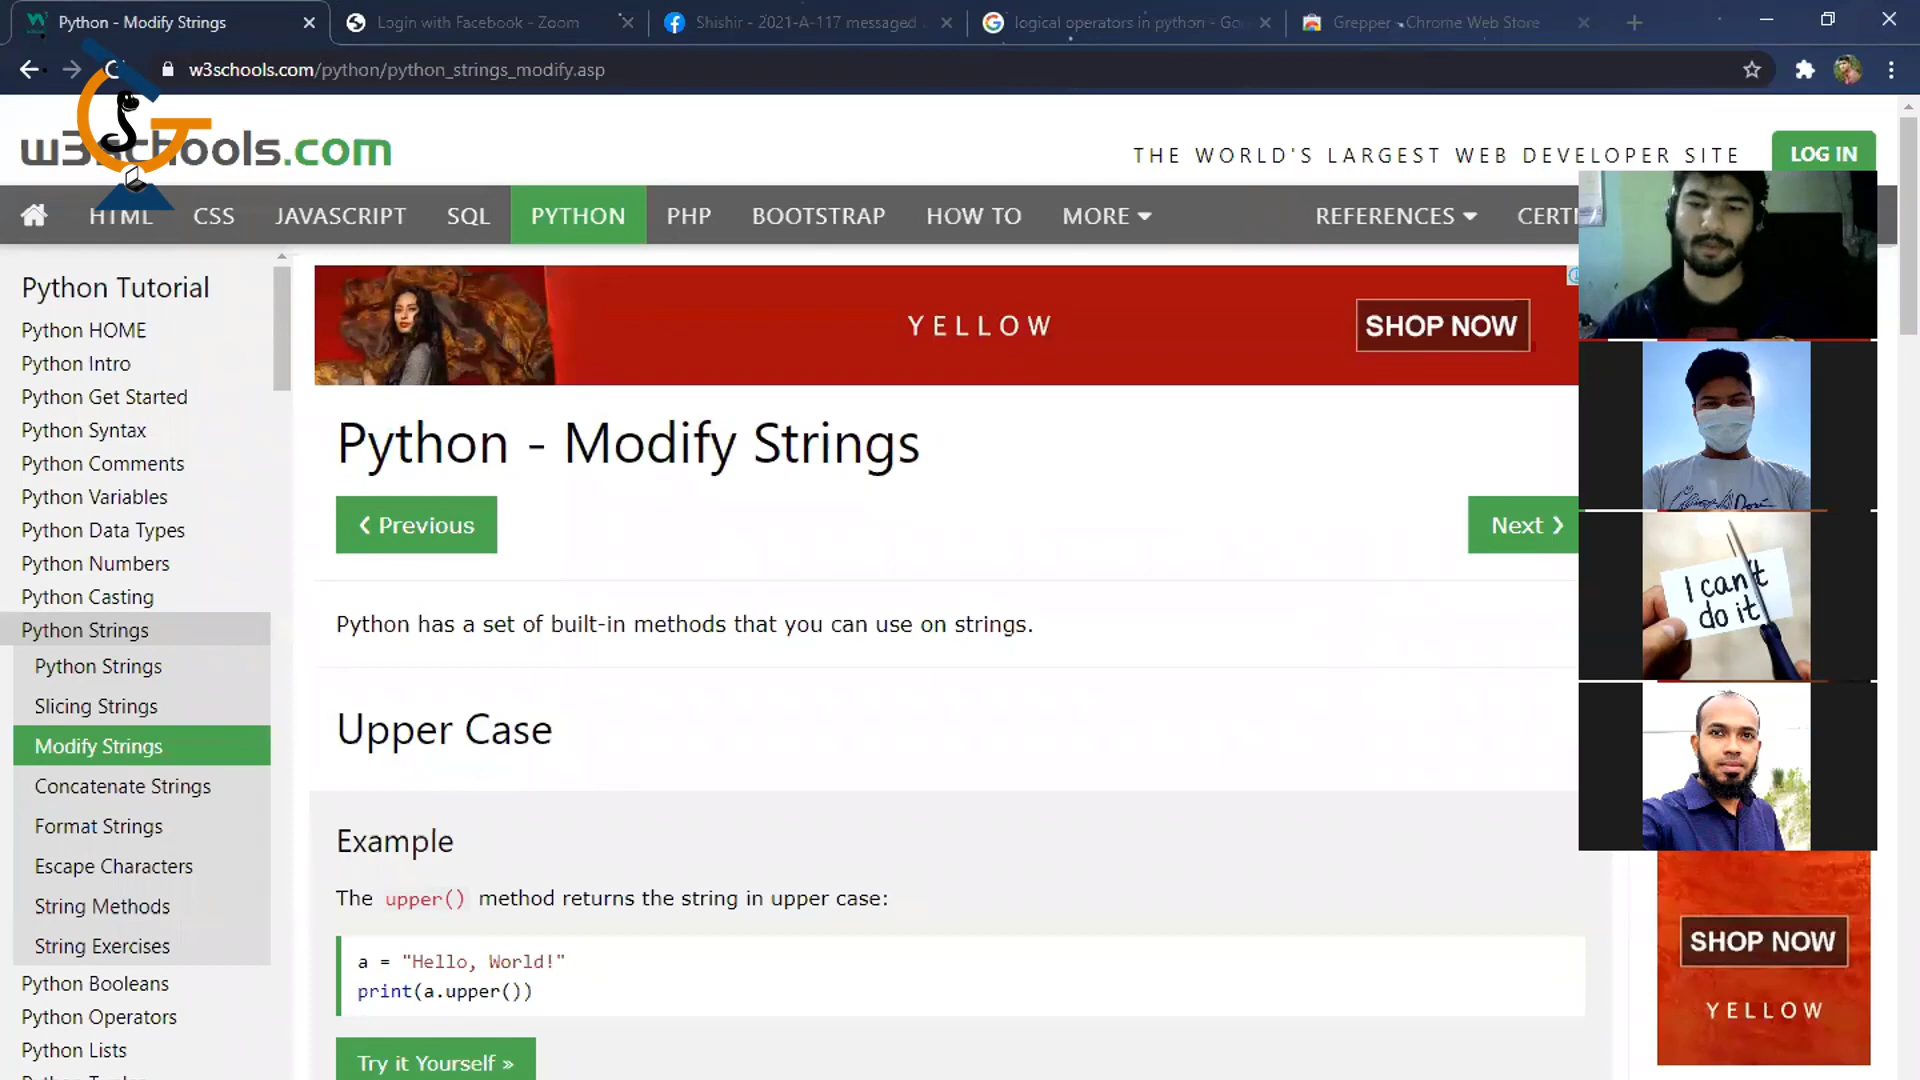 Python - Modify Strings
Login with Facebook - Zoom
Shishir - 2021-A-117 messaged
logical operators in python - Go
Grepper - Chrome Web Store
w3schools.com/python/python_strings_modify.asp
w3schools.com
THE WORLD'S LARGEST WEB DEVELOPER SITE
LOG IN
HTML
CSS
JAVASCRIPT
SQL
PYTHON
PHP
BOOTSTRAP
HOW TO
MORE
REFERENCES
CERTI
Python Tutorial
Python HOME
Python Intro
Python Get Started
Python Syntax
Python Comments
Python Variables
Python Data Types
Python Numbers
Python Casting
Python Strings
Python Strings
Slicing Strings
Modify Strings
Concatenate Strings
Format Strings
Escape Characters
String Methods
String Exercises
Python Booleans
Python Operators
Python Lists
YELLOW
SHOP NOW
Python - Modify Strings
❮ Previous
Next ❯
Python has a set of built-in methods that you can use on strings.
Upper Case
Example
The upper() method returns the string in upper case:
a = "Hello, World!"
print(a.upper())
Try it Yourself »
I can't
do it
SHOP NOW
YELLOW